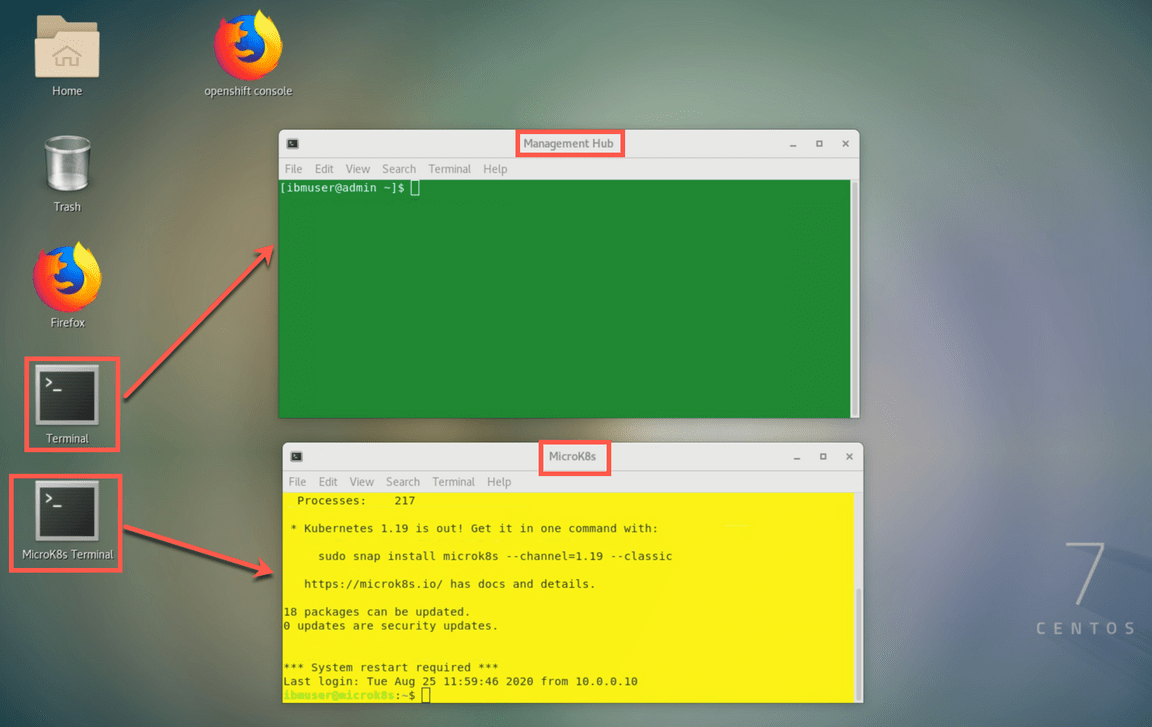 Home
openshift console
Trash
Firefox
Terminal
MicroK8s Terminal
Management Hub
File Edit View Search Terminal Help
[ibmuser@admin ~]$
MicroK8s
File Edit View Search Terminal Help
Processes: 217
* Kubernetes 1.19 is out! Get it in one command with:
sudo snap install microk8s --channel=1.19 --classic
https://microk8s.io/ has docs and details.
18 packages can be updated.
0 updates are security updates.
*** System restart required ***
Last login: Tue Aug 25 11:59:46 2020 from 10.0.0.10
ibmuser@microk8s:~$
7
CENTOS